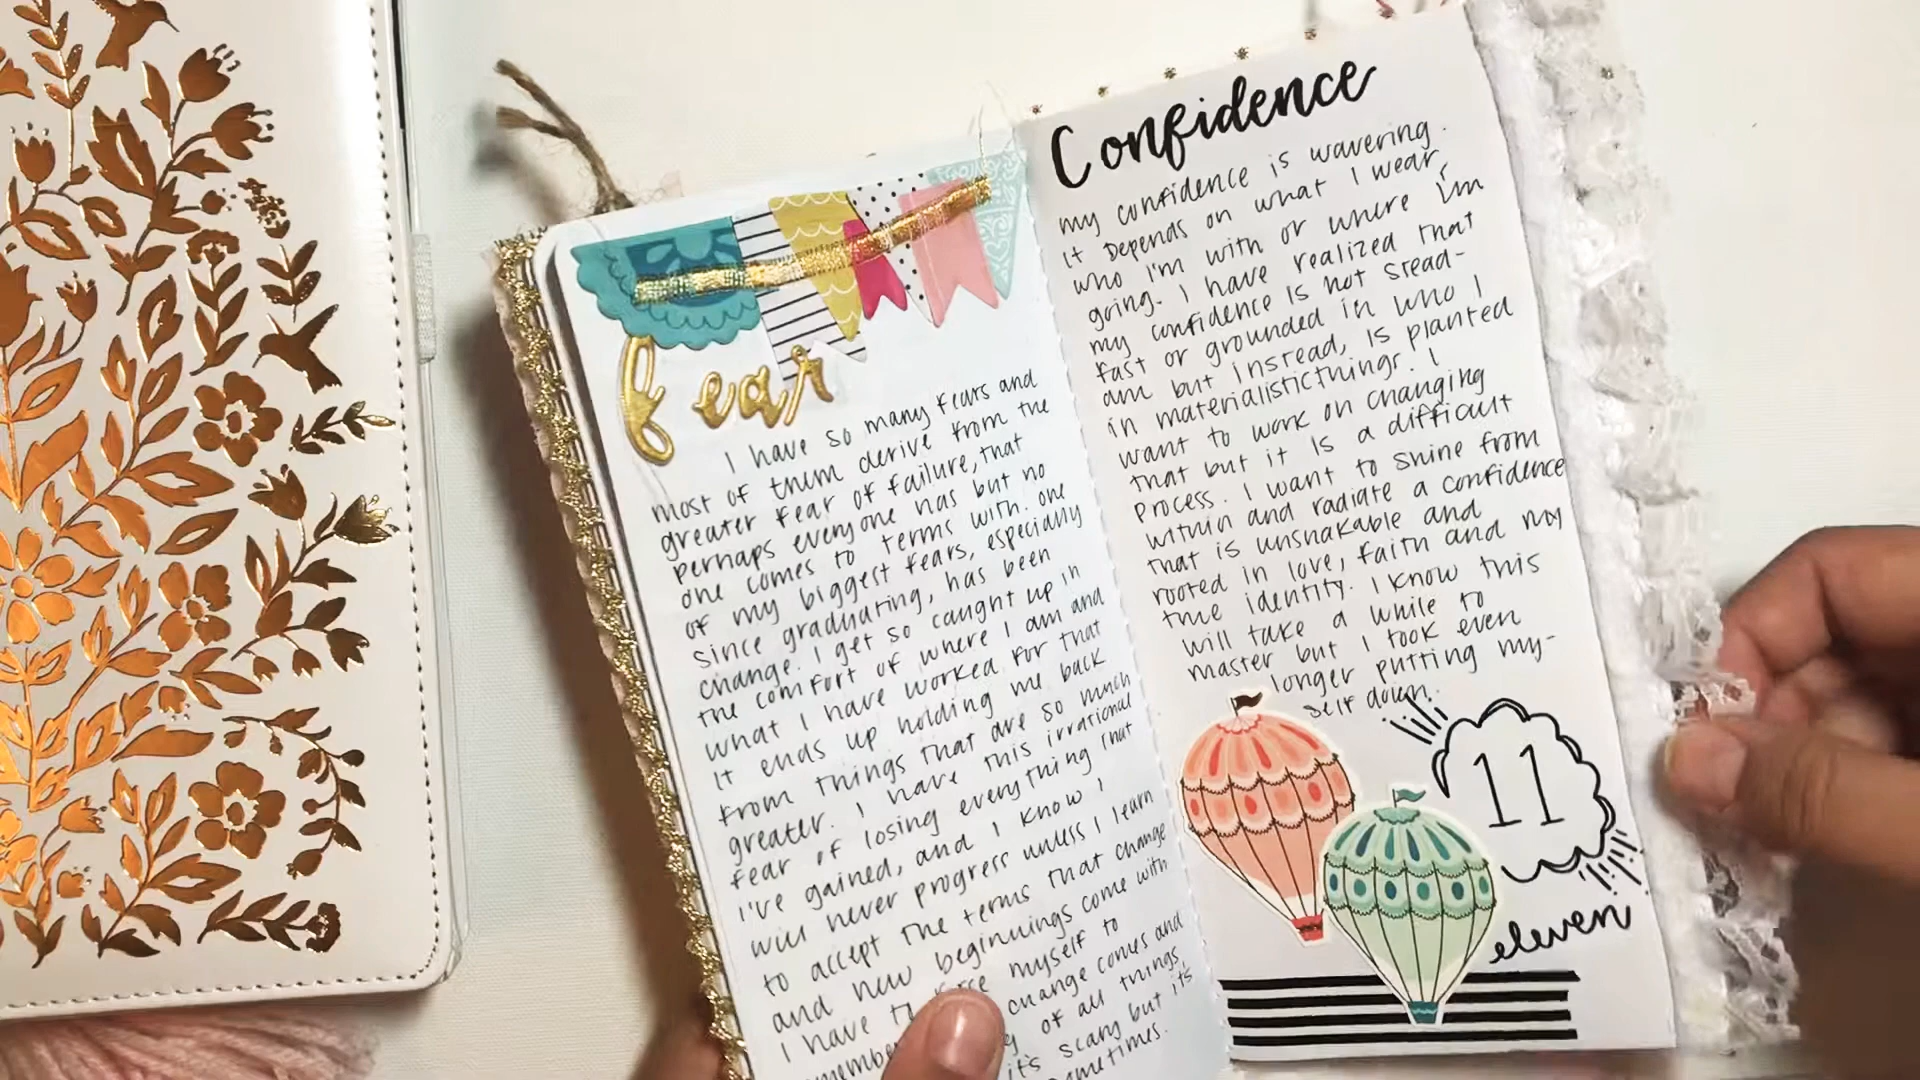 fear
I have so many fears and
most of them derive from the
greater fear of failure, that
perhaps everyone has but no
one comes to terms with. one
of my biggest fears, especially
since graduating, has been
change. I get so caught up in
the comfort of where I am and
what I have worked for that
it ends up holding me back
from things that are so much
greater. I have this irrational
fear of losing everything that
I've gained, and I know I
will never progress unless I learn
to accept the terms that change
and new beginnings come with
I have to myself to
change comes and
of all things,
it's scary but it's
sometimes.
Confidence
my confidence is wavering.
it depends on what I wear,
who I'm with or where I'm
going. I have realized that
my confidence is not stead-
fast or grounded in who I
am but instead, is planted
in materialistic things. I
want to work on changing
that but it is a difficult
process. I want to shine from
within and radiate a confidence
that is unshakable and
rooted in love, faith and my
true identity. I know this
will take a while to
master but I took even
longer putting my-
self down.
11
eleven